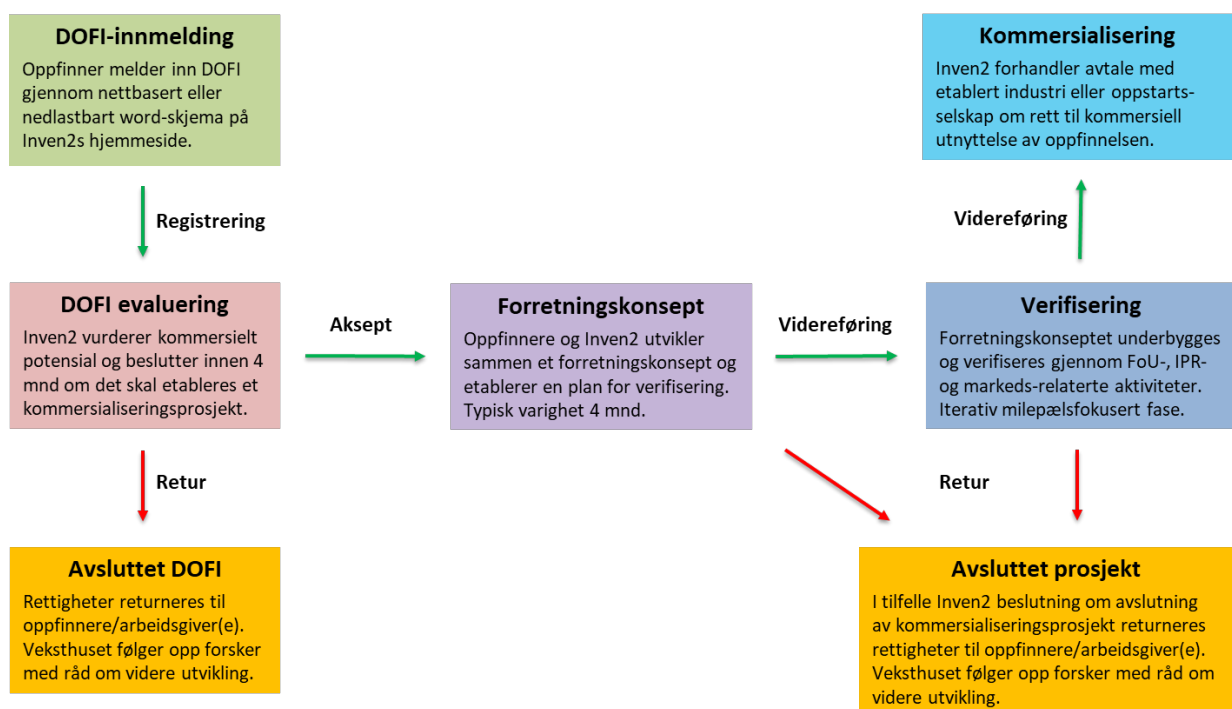 DOFI-innmelding
Oppfinner melder inn DOFI
gjennom nettbasert eller
nedlastbart word-skjema på
Inven2s hjemmeside.
Kommersialisering
Inven2 forhandler avtale med
etablert industri eller oppstarts-
selskap om rett til kommersiell
utnyttelse av oppfinnelsen.
Registrering
Videreføring
DOFI evaluering
Inven2 vurderer kommersielt
potensial og beslutter innen 4
mnd om det skal etableres et
kommersialiseringsprosjekt.
Aksept
Forretningskonsept
Oppfinnere og Inven2 utvikler
sammen et forretningskonsept og
etablerer en plan for verifisering.
Typisk varighet 4 mnd.
Videreføring
Verifisering
Forretningskonseptet underbygges
og verifiseres gjennom FoU-, IPR-
og markeds-relaterte aktiviteter.
Iterativ milepælsfokusert fase.
Retur
Retur
Avsluttet DOFI
Rettigheter returneres til
oppfinnere/arbeidsgiver(e).
Veksthuset følger opp forsker
med råd om videre utvikling.
Avsluttet prosjekt
I tilfelle Inven2 beslutning om avslutning
av kommersialiseringsprosjekt returneres
rettigheter til oppfinnere/arbeidsgiver(e).
Veksthuset følger opp forsker med råd om
videre utvikling.